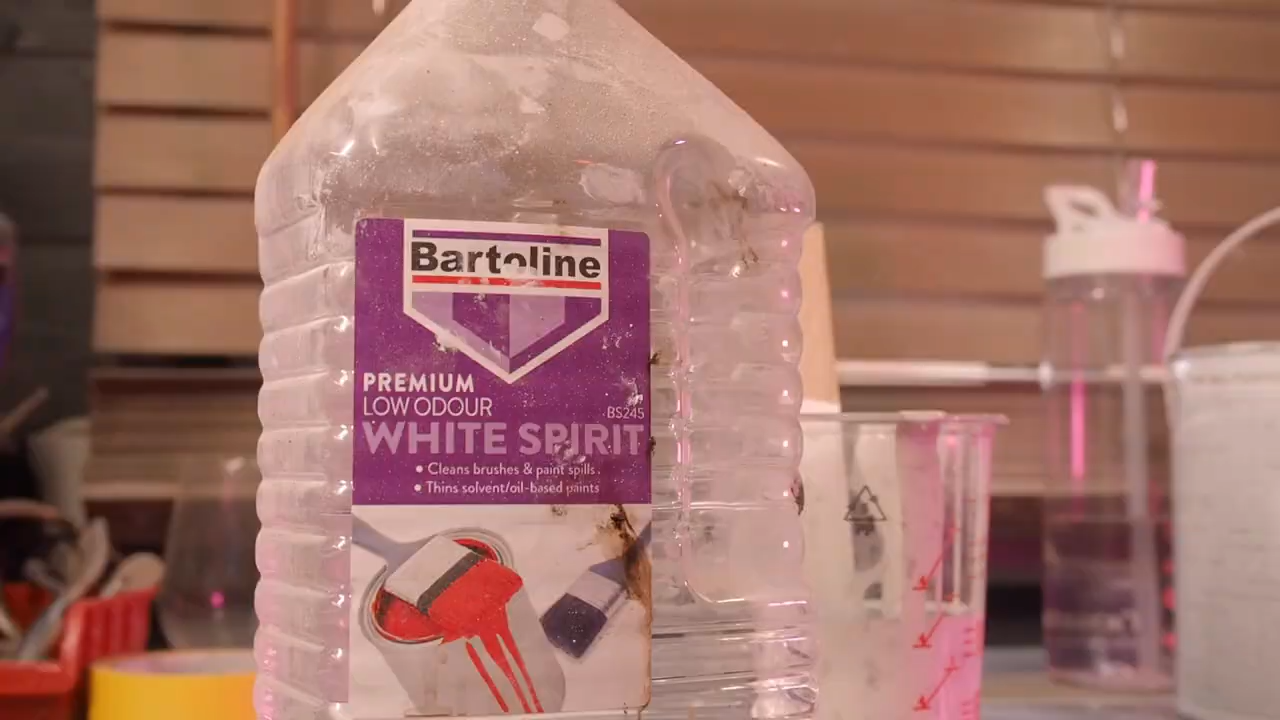 Bartoline
PREMIUM
LOW ODOUR
BS245
WHITE SPIRIT
• Cleans brushes & paint spills.
• Thins solvent/oil-based paints